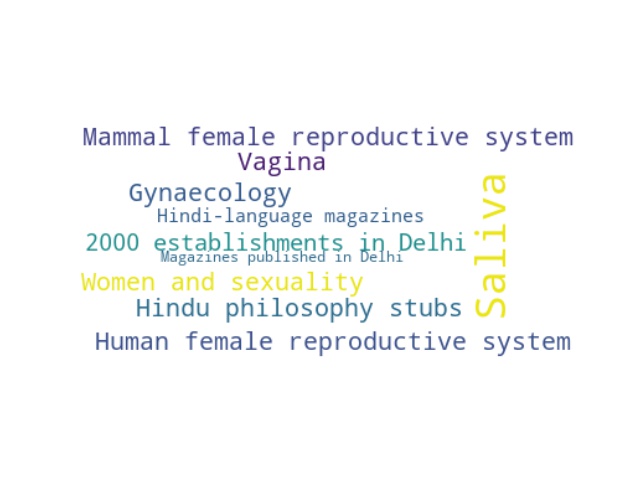 Mammal female reproductive system
Vagina
Gynaecology
Hindi-language magazines
2000 establishments in Delhi
Magazines published in Delhi
Women and sexuality
Hindu philosophy stubs
Human female reproductive system
Saliva